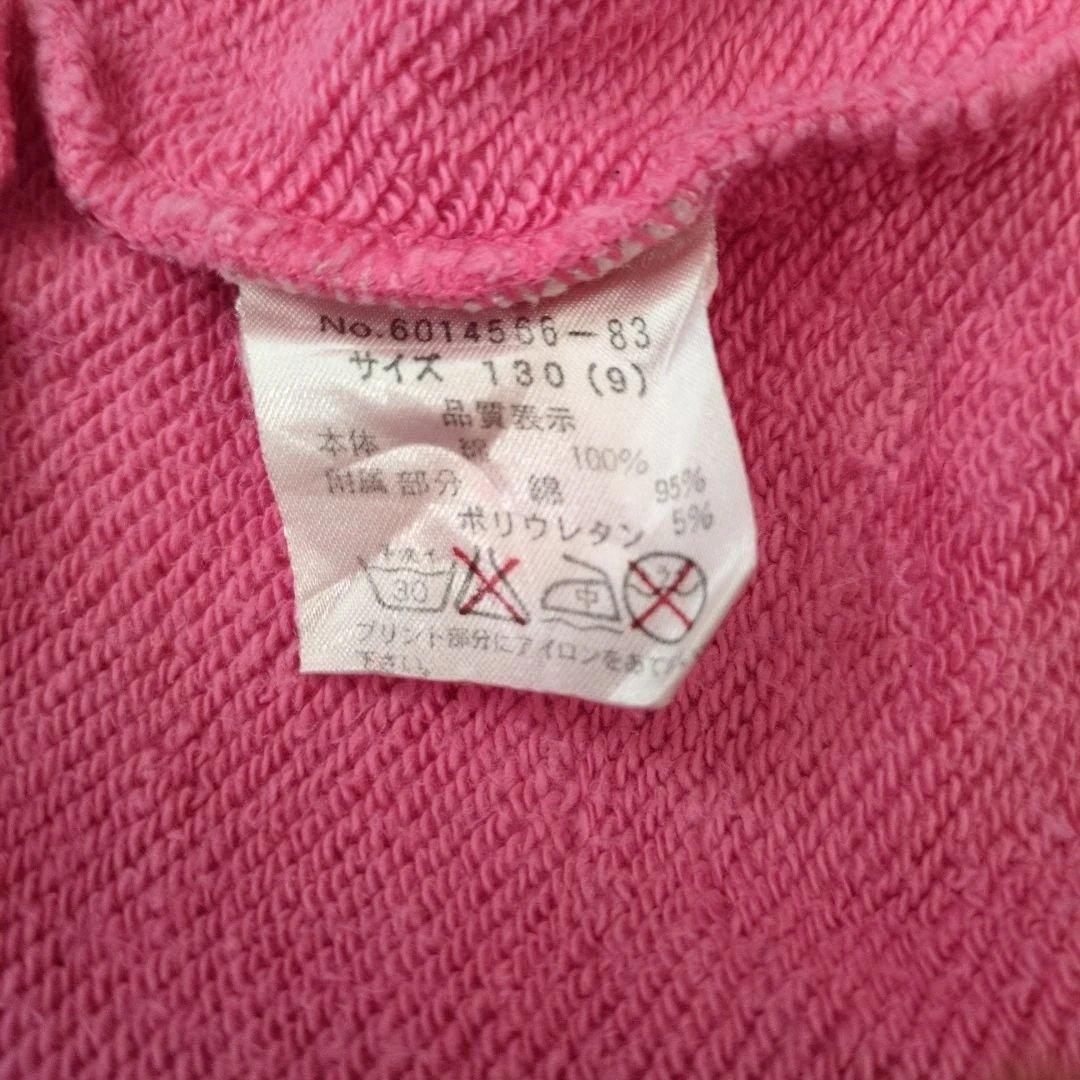 No.6014566-83
サイズ 130 (9)
品質表示
本体 綿 100%
附属部分 綿 95%
ポリウレタン 5%
30 中
プリント部分にアイロンをあてないで
下さい。